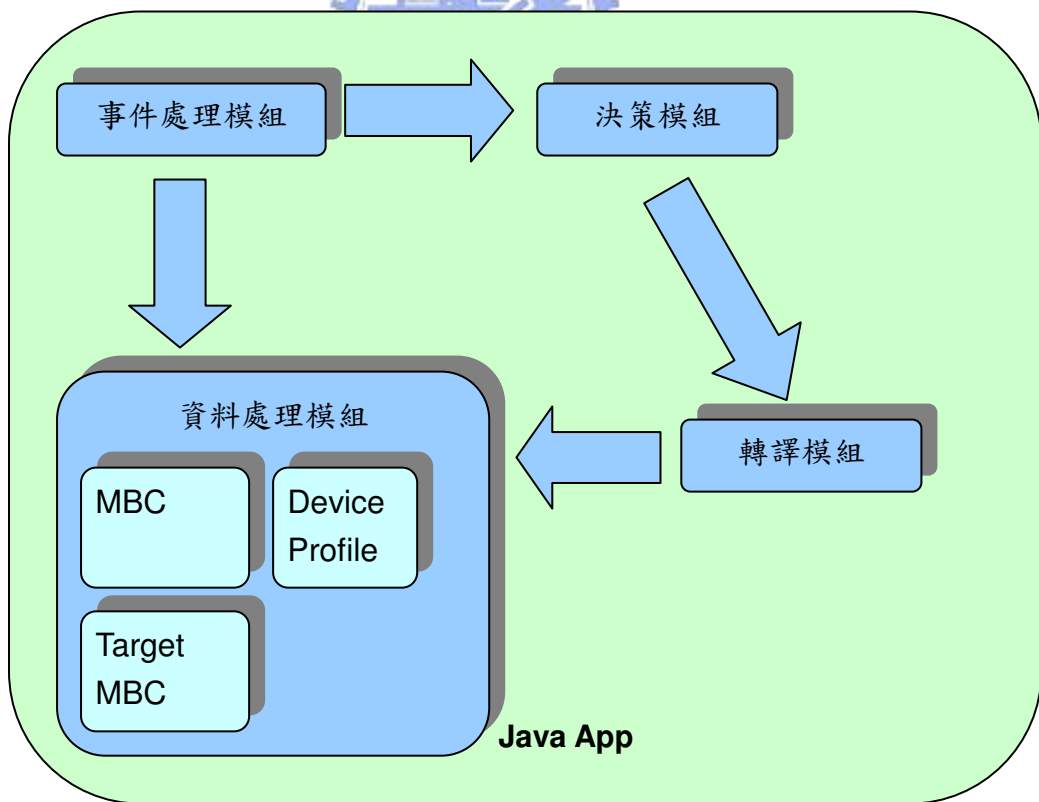 事件處理模組
決策模組
資料處理模組
轉譯模組
MBC
Device
Profile
Target
MBC
Java App